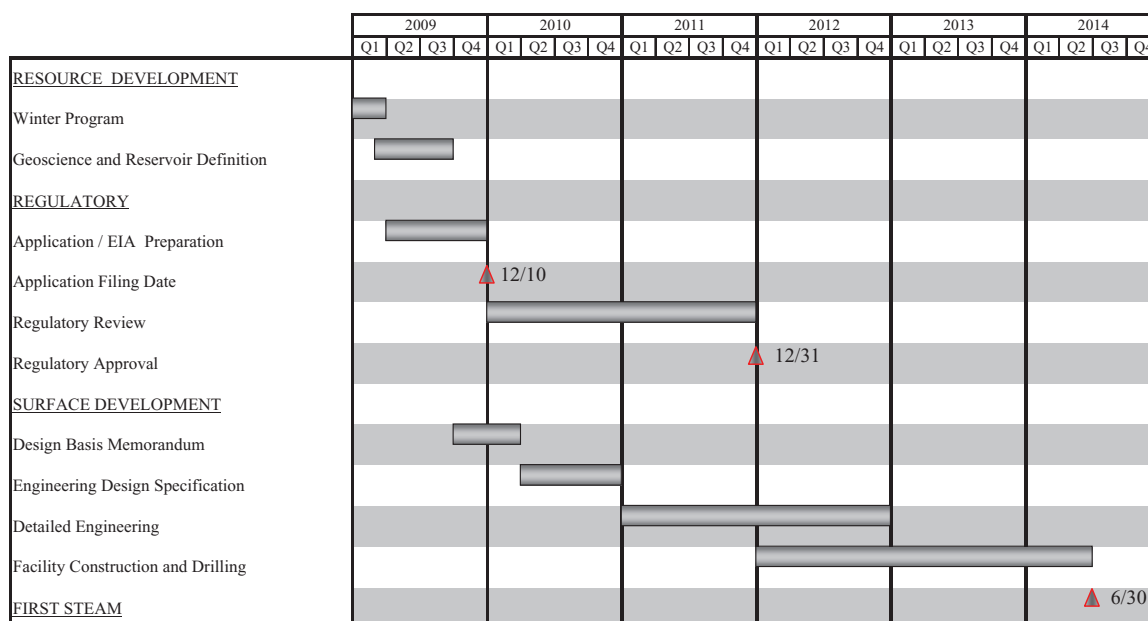 2009 2010 2011 2012 2013 2014
Q1 Q2 Q3 Q4 Q1 Q2 Q3 Q4 Q1 Q2 Q3 Q4 Q1 Q2 Q3 Q4 Q1 Q2 Q3 Q4 Q1 Q2 Q3 Q4
RESOURCE DEVELOPMENT
Winter Program
Geoscience and Reservoir Definition
REGULATORY
Application / EIA Preparation
Application Filing Date 12/10
Regulatory Review
Regulatory Approval 12/31
SURFACE DEVELOPMENT
Design Basis Memorandum
Engineering Design Specification
Detailed Engineering
Facility Construction and Drilling
FIRST STEAM 6/30